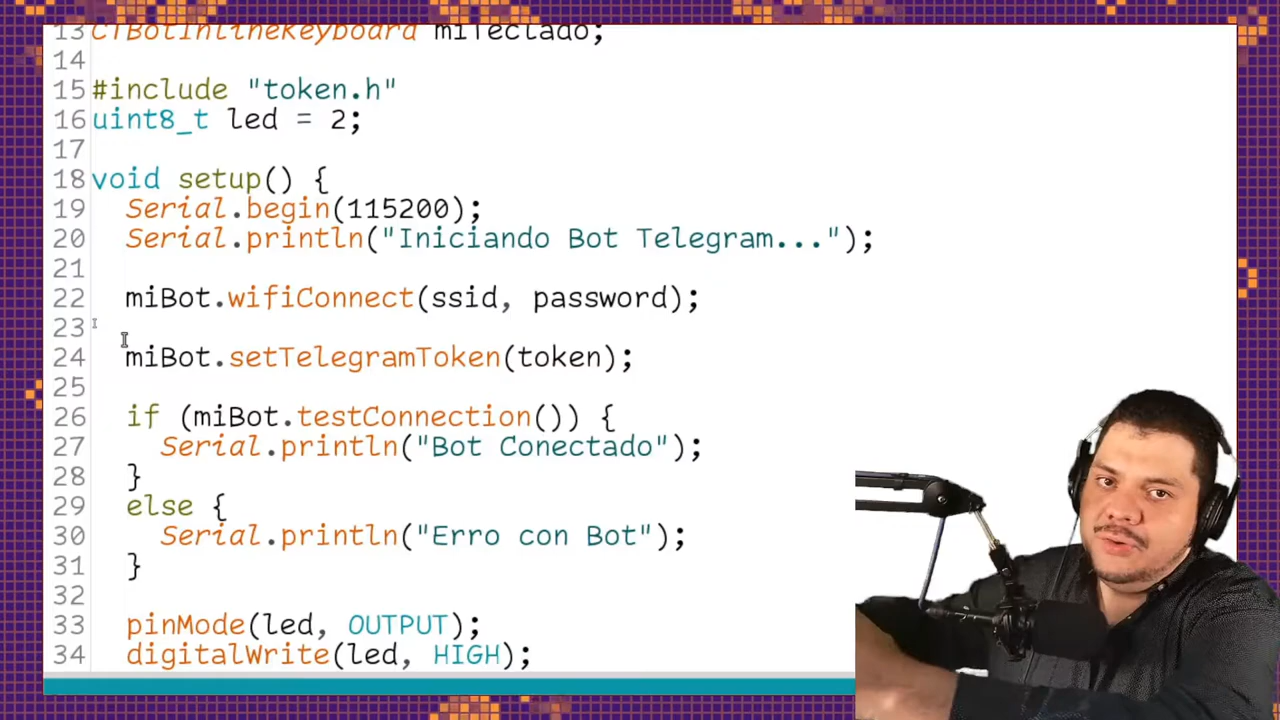 13 CTBotInlineKeyboard miTeclado;
14
15 #include "token.h"
16 uint8_t led = 2;
17
18 void setup() {
19 Serial.begin(115200);
20 Serial.println("Iniciando Bot Telegram...");
21
22 miBot.wifiConnect(ssid, password);
23
24 miBot.setTelegramToken(token);
25
26 if (miBot.testConnection()) {
27 Serial.println("Bot Conectado");
28 }
29 else {
30 Serial.println("Erro con Bot");
31 }
32
33 pinMode(led, OUTPUT);
34 digitalWrite(led, HIGH);